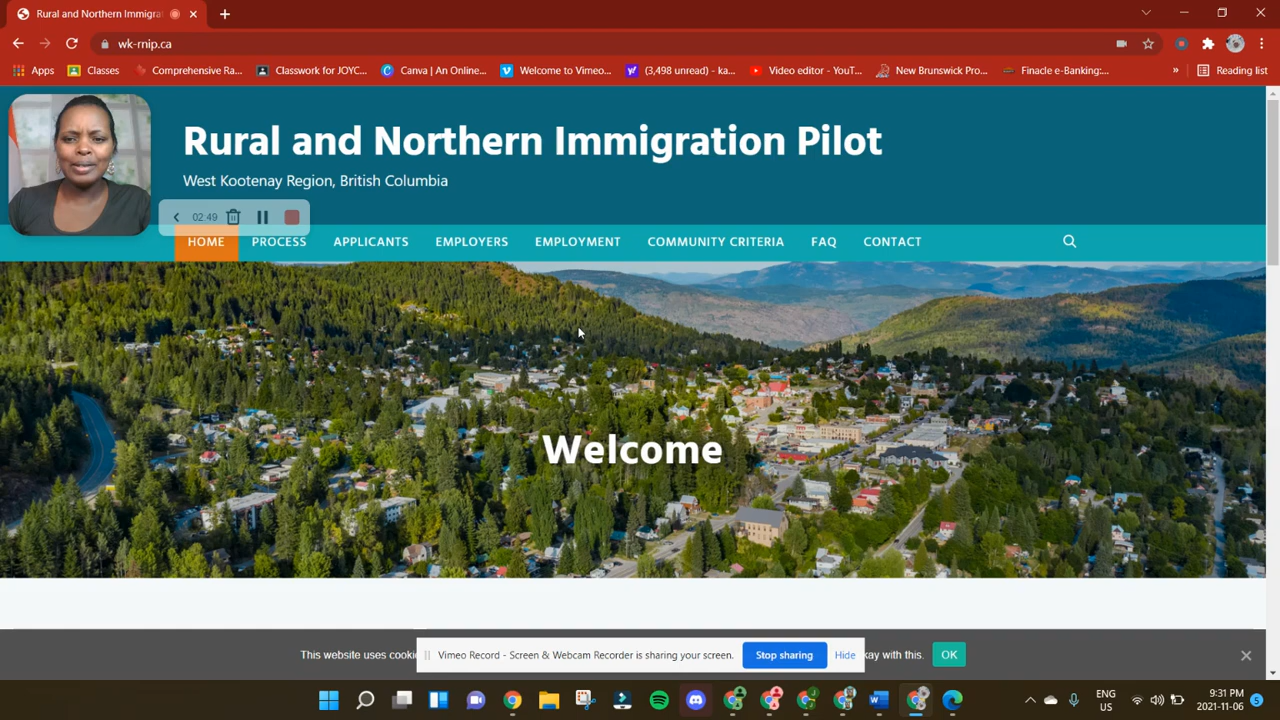 Rural and Northern Immigra
wk-rnip.ca
Apps
Classes
Comprehensive Ra...
Classwork for JOYC...
Canva | An Online...
Welcome to Vimeo...
(3,498 unread) - ka...
Video editor - YouT...
New Brunswick Pro...
Finacle e-Banking:...
»
Reading list
Rural and Northern Immigration Pilot
West Kootenay Region, British Columbia
02:49
HOME PROCESS APPLICANTS EMPLOYERS EMPLOYMENT COMMUNITY CRITERIA FAQ CONTACT
Welcome
This website uses cooki
Vimeo Record - Screen & Webcam Recorder is sharing your screen.
Stop sharing
Hide
kay with this.
OK
ENG
US
9:31 PM
2021-11-06
5